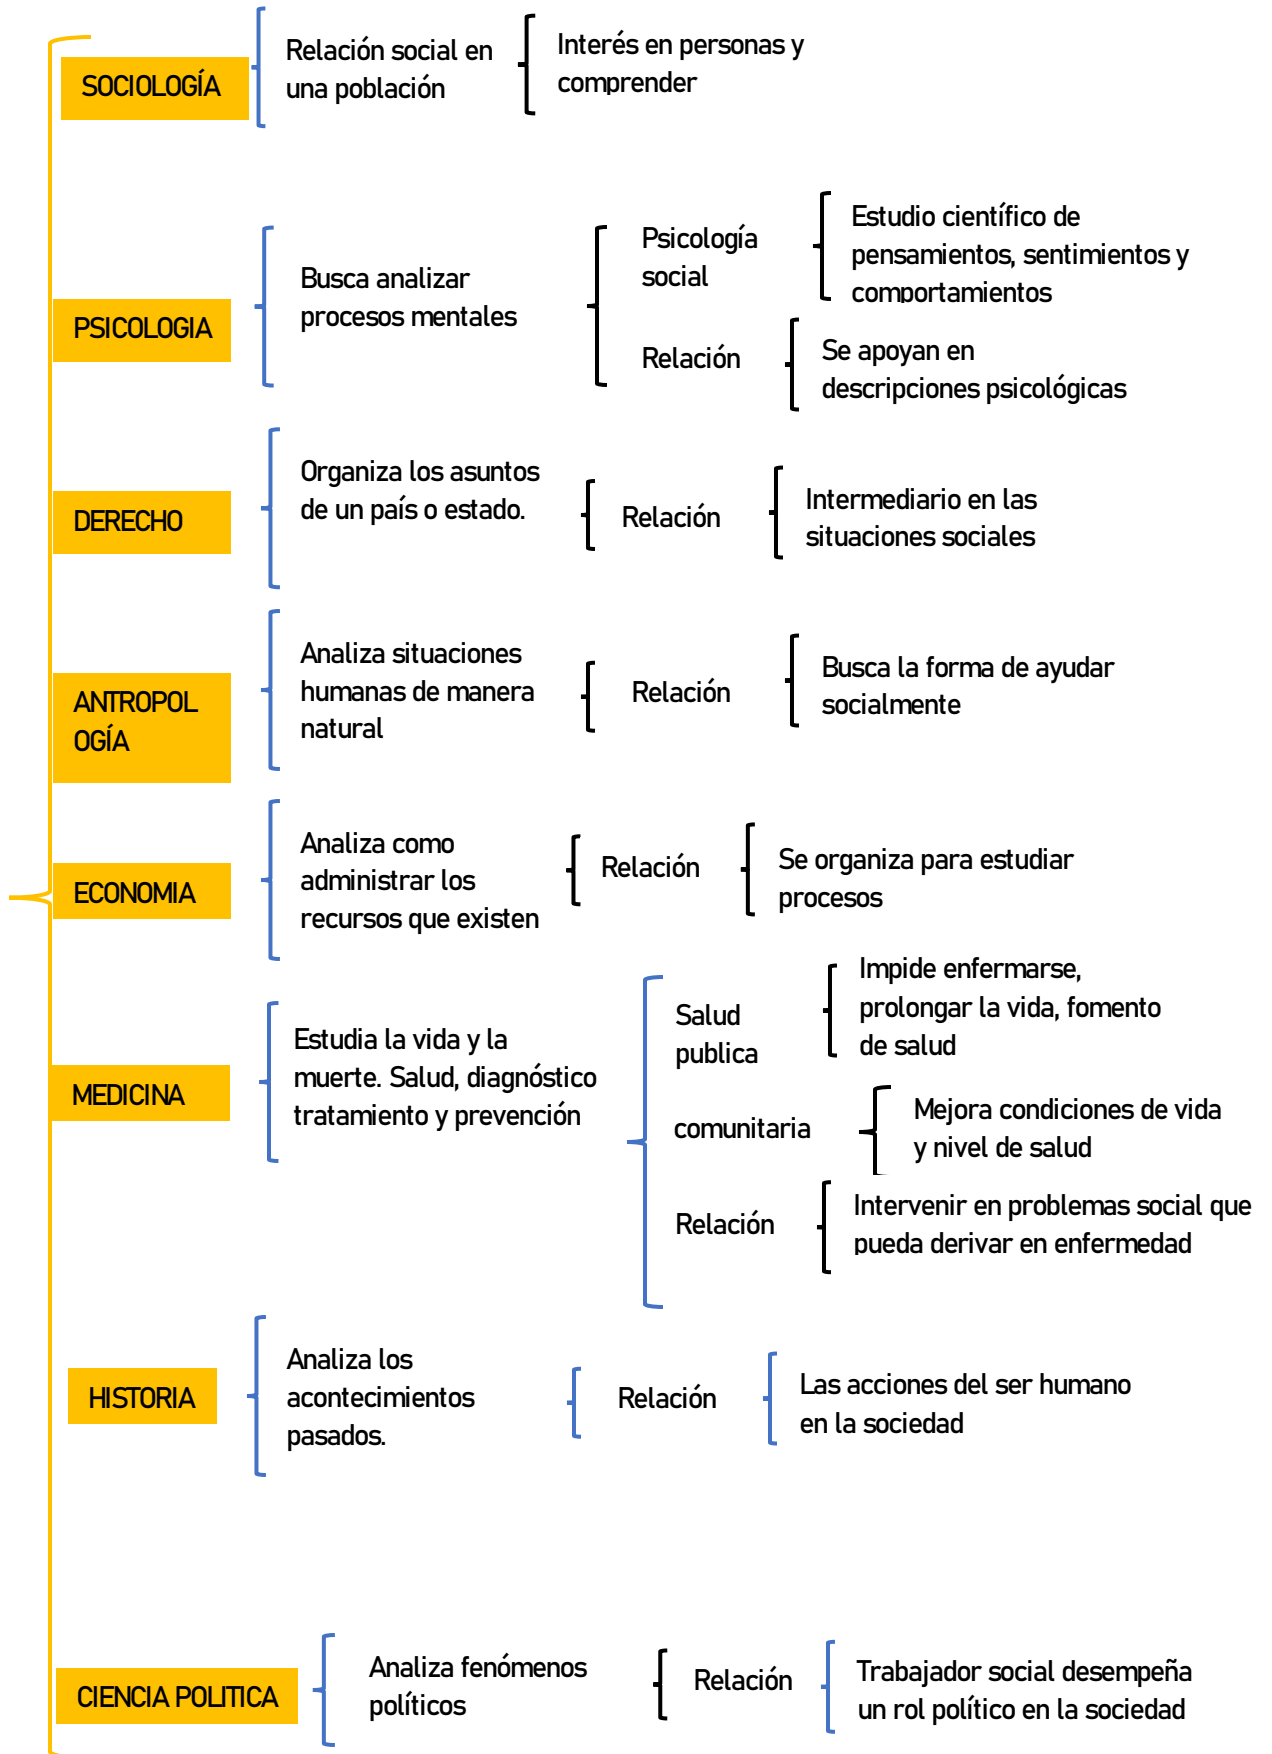 SOCIOLOGÍA
Relación social en
una población
Interés en personas y
comprender
PSICOLOGIA
Busca analizar
procesos mentales
Psicología
social
Estudio científico de
pensamientos, sentimientos y
comportamientos
Relación
Se apoyan en
descripciones psicológicas
DERECHO
Organiza los asuntos
de un país o estado.
Relación
Intermediario en las
situaciones sociales
ANTROPOL
OGÍA
Analiza situaciones
humanas de manera
natural
Relación
Busca la forma de ayudar
socialmente
ECONOMIA
Analiza como
administrar los
recursos que existen
Relación
Se organiza para estudiar
procesos
MEDICINA
Estudia la vida y la
muerte. Salud, diagnóstico
tratamiento y prevención
Salud
publica
Impide enfermarse,
prolongar la vida, fomento
de salud
comunitaria
Mejora condiciones de vida
y nivel de salud
Relación
Intervenir en problemas social que
pueda derivar en enfermedad
HISTORIA
Analiza los
acontecimientos
pasados.
Relación
Las acciones del ser humano
en la sociedad
CIENCIA POLITICA
Analiza fenómenos
políticos
Relación
Trabajador social desempeña
un rol político en la sociedad